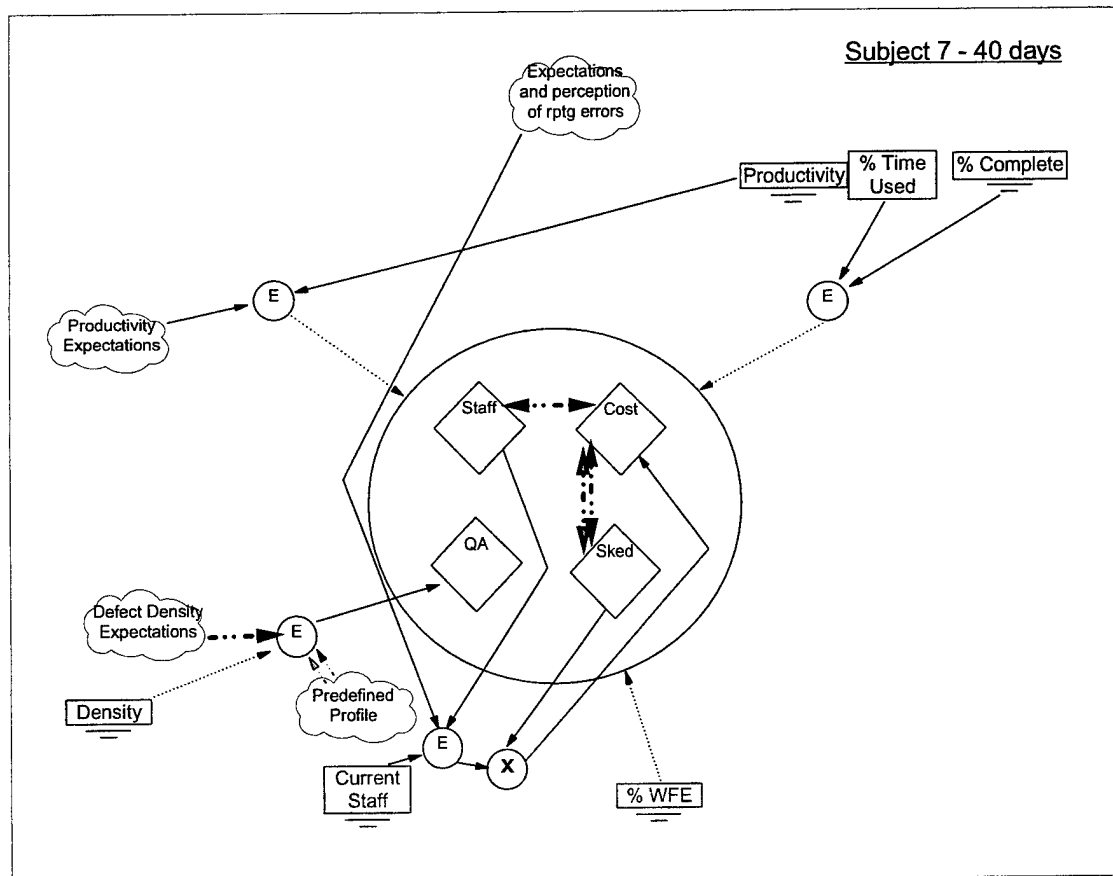 Subject 7 - 40 days
Expectations
and perception
of rptg errors
Productivity
% Time
Used
% Complete
E
E
Productivity
Expectations
Staff
Cost
QA
Sked
Defect Density
Expectations
E
Predefined
Profile
Density
E
X
Current
Staff
% WFE